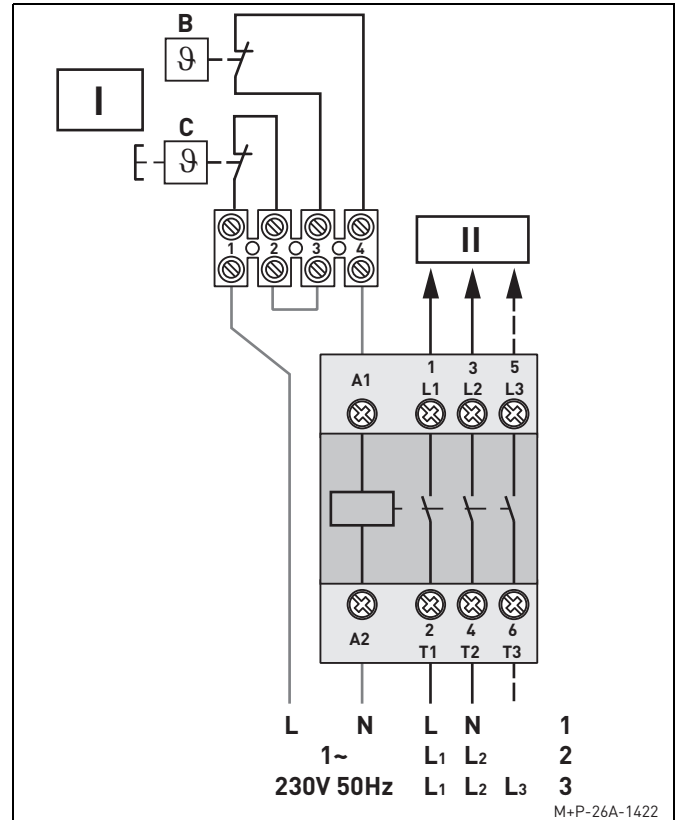 B
ϑ
I
C
ϑ
1 2 3 4
II
1 3 5
A1 L1 L2 L3
A2 2 4 6
T1 T2 T3
L N L N 1
1~ L1 L2 2
230V 50Hz L1 L2 L3 3
M+P-26A-1422